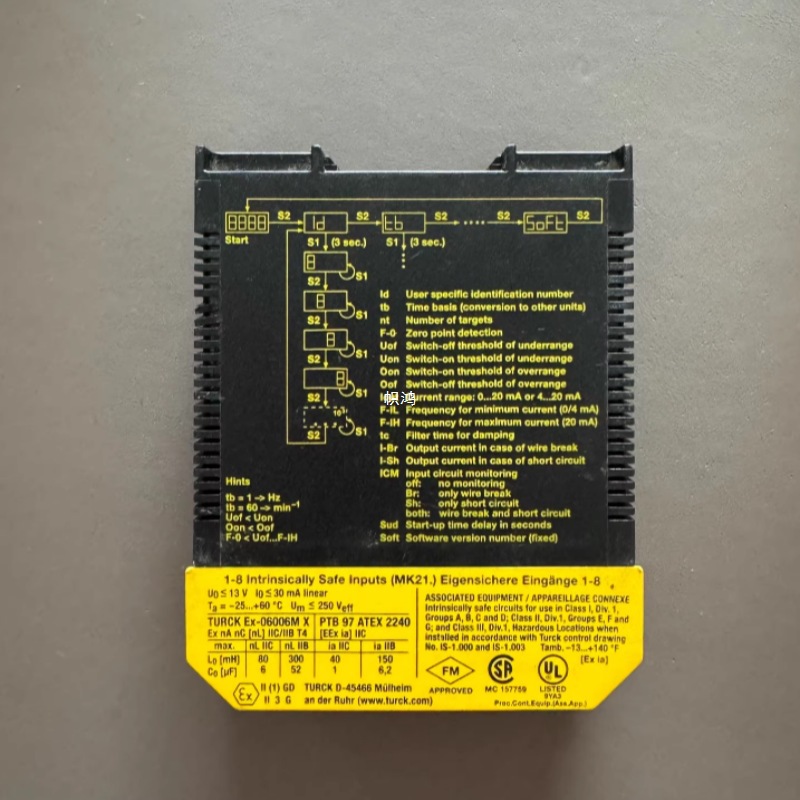 8888 S2 Id S2 tb S2 .... S2 SoFt S2
Start S1 (3 sec.) S1 (3 sec.)
8 S1
S2
8 S1
S2
8 S1
S2
8 S1
S2
S1
S2
Id User specific identification number
tb Time basis (conversion to other units)
nt Number of targets
F-0 Zero point detection
Uof Switch-off threshold of underrange
Uon Switch-on threshold of underrange
Oon Switch-on threshold of overrange
Oof Switch-off threshold of overrange
Current range: 0...20 mA or 4...20 mA
帜鸿
F-IL Frequency for minimum current (0/4 mA)
F-IH Frequency for maximum current (20 mA)
tc Filter time for damping
I-Br Output current in case of wire break
I-Sh Output current in case of short circuit
ICM Input circuit monitoring
off: no monitoring
Br: only wire break
Sh: only short circuit
both: wire break and short circuit
Sud Start-up time delay in seconds
Soft Software version number (fixed)
Hints
tb = 1 → Hz
tb = 60 → min⁻¹
Uof < Uon
Oon < Oof
F-0 < Uof...F-IH
1-8 Intrinsically Safe Inputs (MK21.) Eigensichere Eingänge 1-8
U₀ ≤ 13 V I₀ ≤ 30 mA linear
Tₐ = -25...+60 °C Uₘ ≤ 250 Veff
TURCK Ex-06006M X PTB 97 ATEX 2240
Ex nA nC [nL] IIC/IIB T4 [EEx ia] IIC
max. nL IIC nL IIB ia IIC ia IIB
L₀ [mH] 80 300 40 150
C₀ [µF] 6 52 1 6,2
Ex II (1) GD TURCK D-45466 Mülheim
II 3 G an der Ruhr (www.turck.com)
ASSOCIATED EQUIPMENT / APPAREILLAGE CONNEXE
Intrinsically safe circuits for use in Class I, Div. 1,
Groups A, B, C and D; Class II, Div.1, Groups E, F and
G; and Class III, Div.1, Hazardous Locations when
installed in accordance with Turck control drawing
No. IS-1.000 and IS-1.003 Tamb. -13...+140 °F
[Ex ia]
FM SA UL
APPROVED MC 157759 LISTED
9YA3
Proc.Cont.Equip.(Ass.App.)